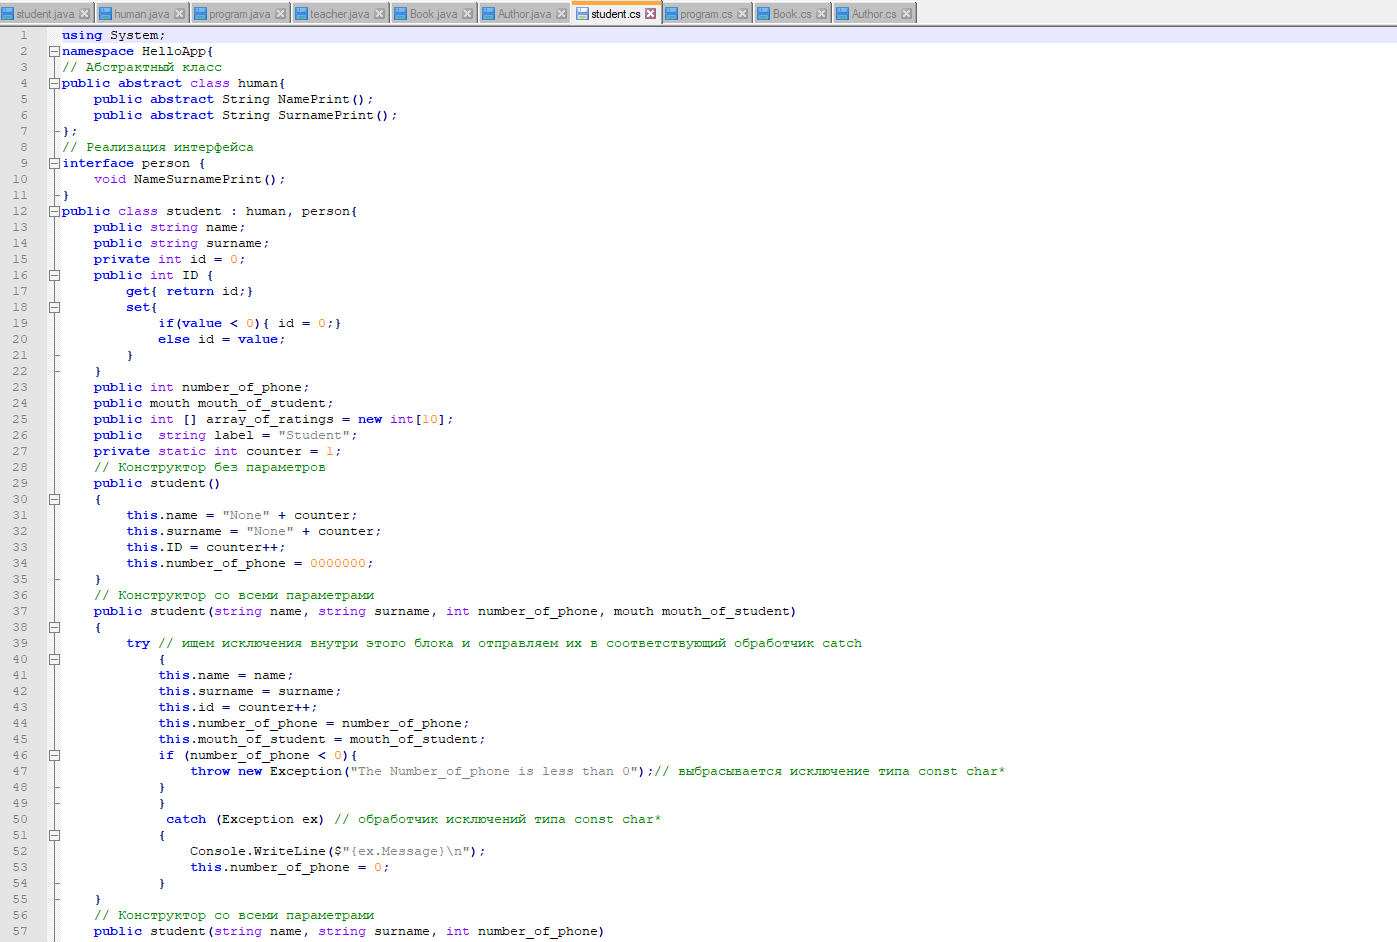 student.java human.java program.java teacher.java Book.java Author.java student.cs program.cs Book.cs Author.cs
1 using System;
2 namespace HelloApp{
3 // Абстрактный класс
4 public abstract class human{
5     public abstract String NamePrint();
6     public abstract String SurnamePrint();
7 };
8 // Реализация интерфейса
9 interface person {
10     void NameSurnamePrint();
11 }
12 public class student : human, person{
13     public string name;
14     public string surname;
15     private int id = 0;
16     public int ID {
17         get{ return id;}
18         set{
19             if(value < 0){ id = 0;}
20             else id = value;
21         }
22     }
23     public int number_of_phone;
24     public mouth mouth_of_student;
25     public int [] array_of_ratings = new int[10];
26     public  string label = "Student";
27     private static int counter = 1;
28     // Конструктор без параметров
29     public student()
30     {
31         this.name = "None" + counter;
32         this.surname = "None" + counter;
33         this.ID = counter++;
34         this.number_of_phone = 0000000;
35     }
36     // Конструктор со всеми параметрами
37     public student(string name, string surname, int number_of_phone, mouth mouth_of_student)
38     {
39         try // ищем исключения внутри этого блока и отправляем их в соответствующий обработчик catch
40             {
41             this.name = name;
42             this.surname = surname;
43             this.id = counter++;
44             this.number_of_phone = number_of_phone;
45             this.mouth_of_student = mouth_of_student;
46             if (number_of_phone < 0){
47                 throw new Exception("The Number_of_phone is less than 0");// выбрасывается исключение типа const char*
48             }
49             }
50              catch (Exception ex) // обработчик исключений типа const char*
51             {
52                 Console.WriteLine($"{ex.Message}\n");
53                 this.number_of_phone = 0;
54             }
55     }
56     // Конструктор со всеми параметрами
57     public student(string name, string surname, int number_of_phone)